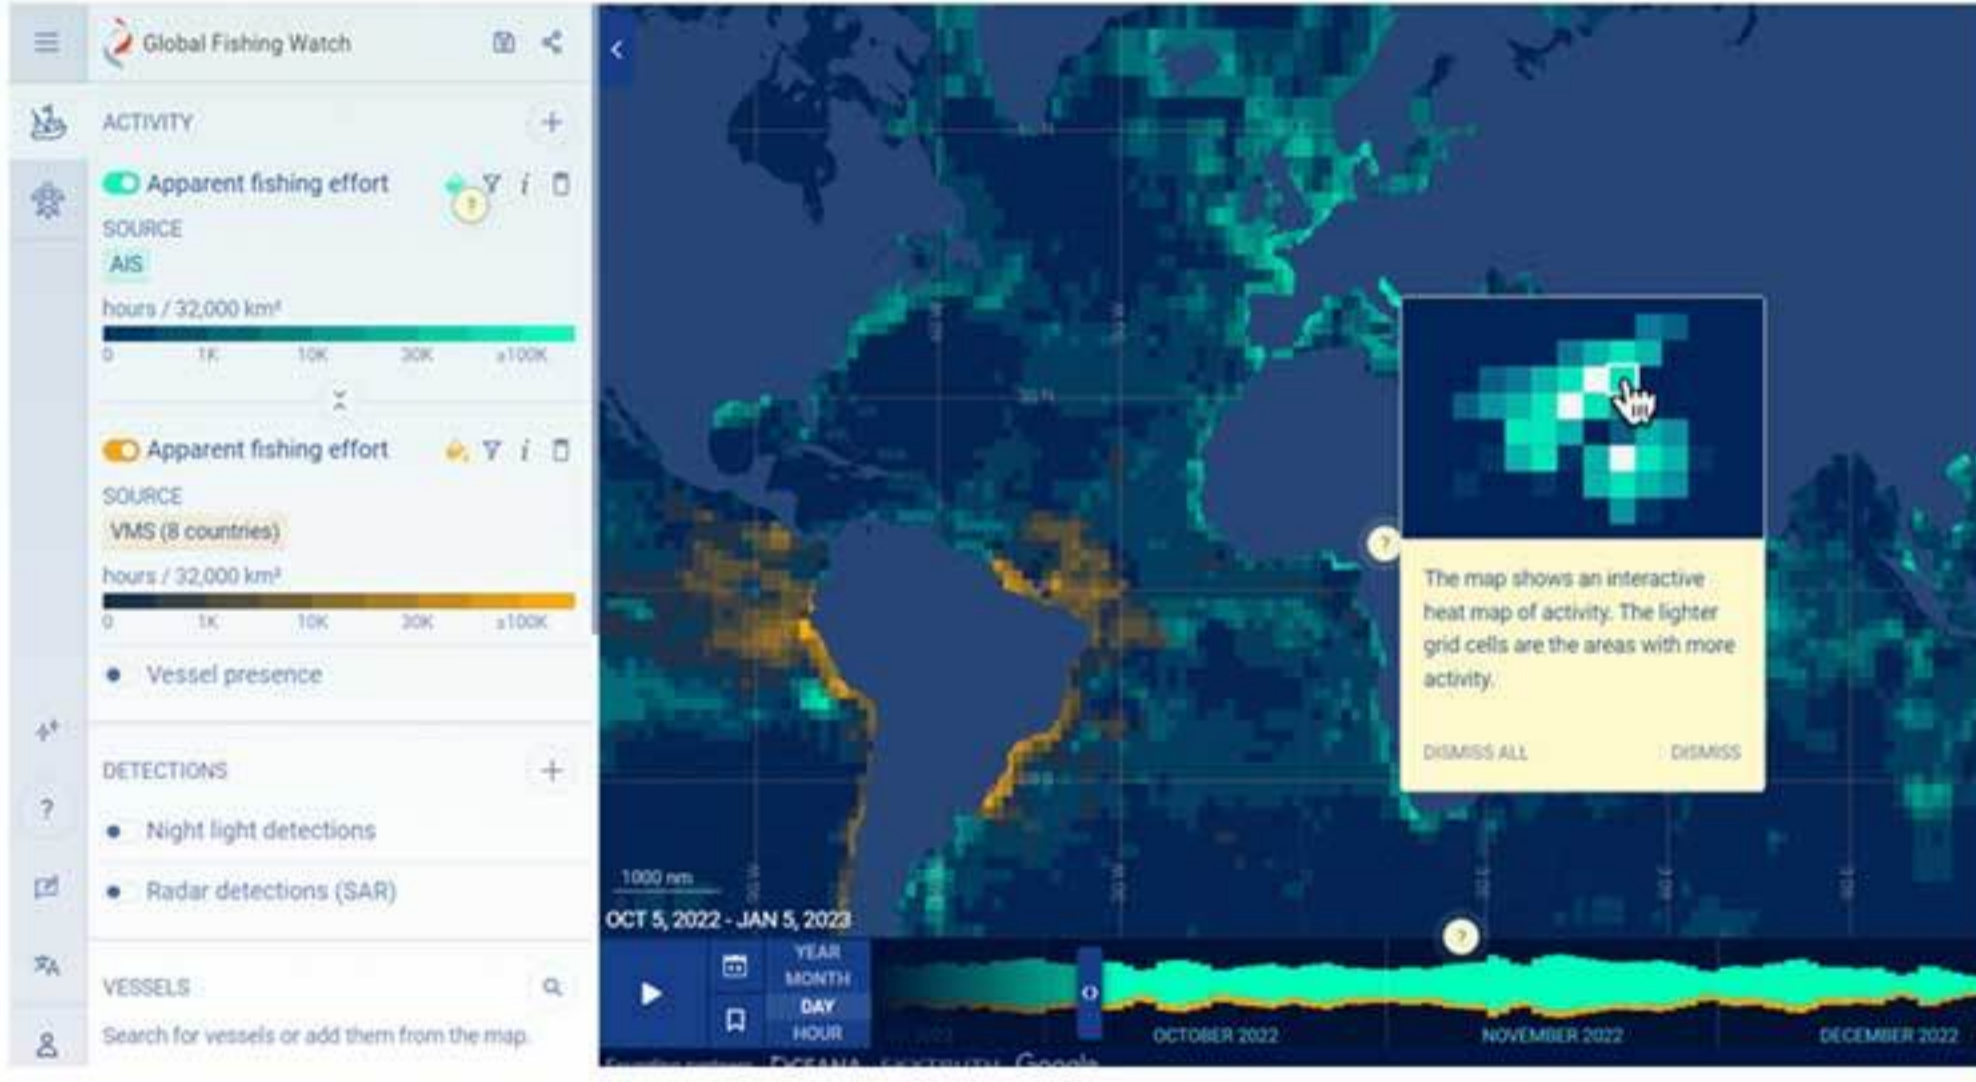 Global Fishing Watch
ACTIVITY
Apparent fishing effort
?
SOURCE
AIS
hours / 32,000 km²
0 1K 10K 30K ≥100K
Apparent fishing effort
SOURCE
VMS (8 countries)
hours / 32,000 km²
0 1K 10K 30K ≥100K
Vessel presence
DETECTIONS
?
Night light detections
Radar detections (SAR)
VESSELS
Search for vessels or add them from the map.
?
The map shows an interactive
heat map of activity. The lighter
grid cells are the areas with more
activity.
DISMISS ALL DISMISS
1000 nm
OCT 5, 2022 - JAN 5, 2023
?
YEAR
MONTH
DAY
HOUR
OCTOBER 2022 NOVEMBER 2022 DECEMBER 2022
OCEANA Google